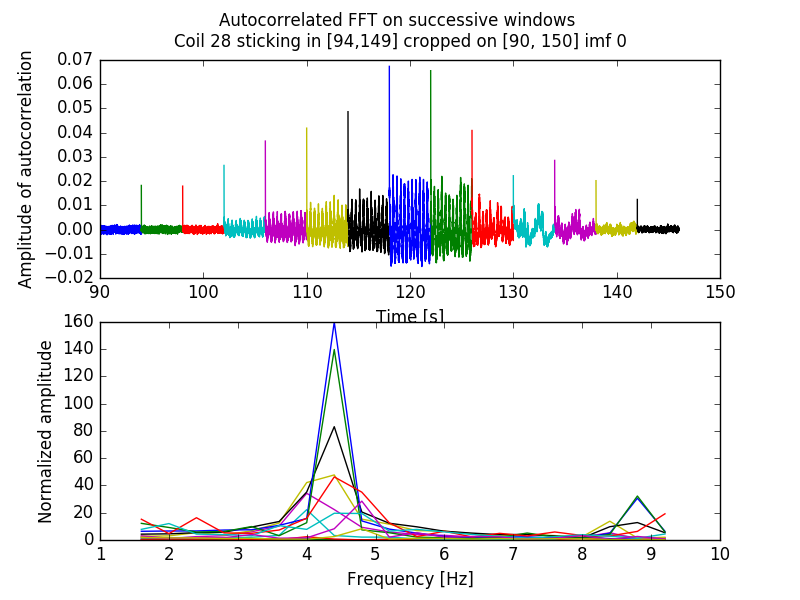 Autocorrelated FFT on successive windows
Coil 28 sticking in [94,149] cropped on [90, 150] imf 0
Amplitude of autocorrelation
0.07
0.06
0.05
0.04
0.03
0.02
0.01
0.00
−0.01
−0.02
90 100 110 120 130 140 150
Time [s]
Normalized amplitude
160
140
120
100
80
60
40
20
0
1 2 3 4 5 6 7 8 9 10
Frequency [Hz]